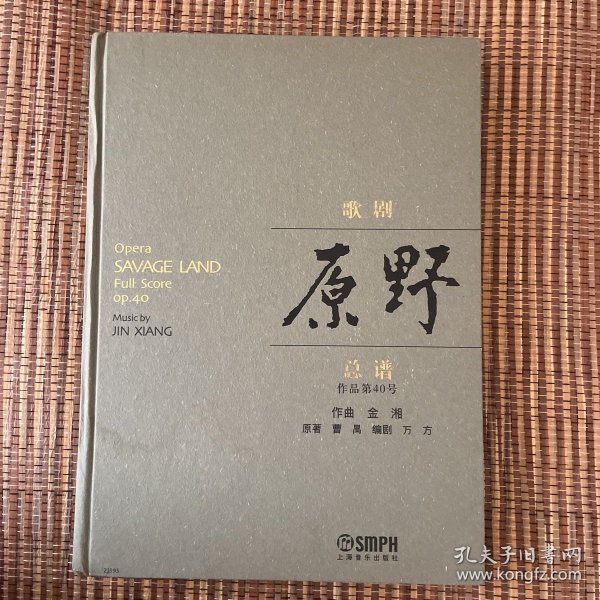 歌剧
原野
Opera
SAVAGE LAND
Full Score
op.40
Music by
JIN XIANG
总谱
作品第40号
作曲 金湘
原著 曹禺 编剧 万方
SMPH
上海音乐出版社
孔夫子旧书网
www.kongfz.com